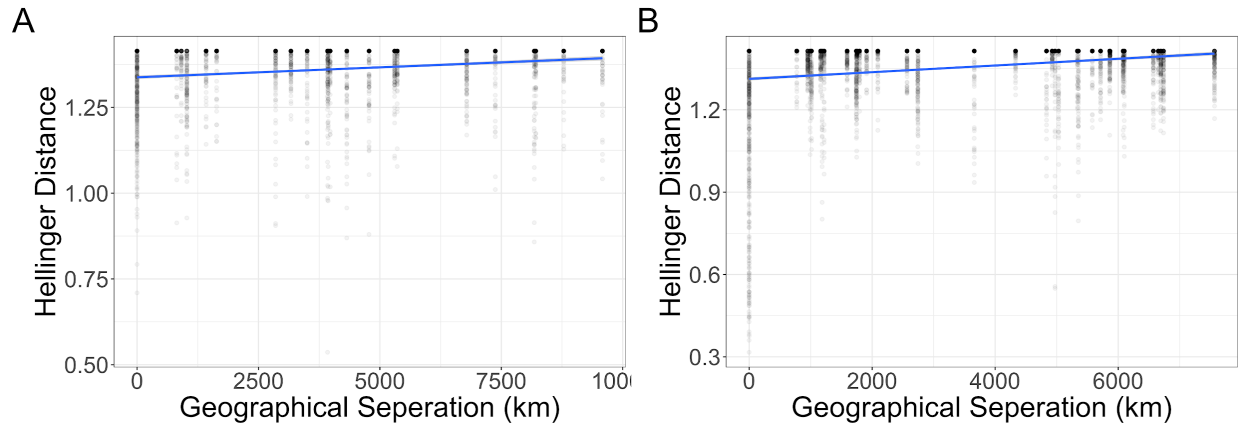 A
B
Hellinger Distance
1.25
1.00
0.75
0.50
0
2500
5000
7500
1000
Geographical Seperation (km)
Hellinger Distance
1.2
0.9
0.6
0.3
0
2000
4000
6000
Geographical Seperation (km)